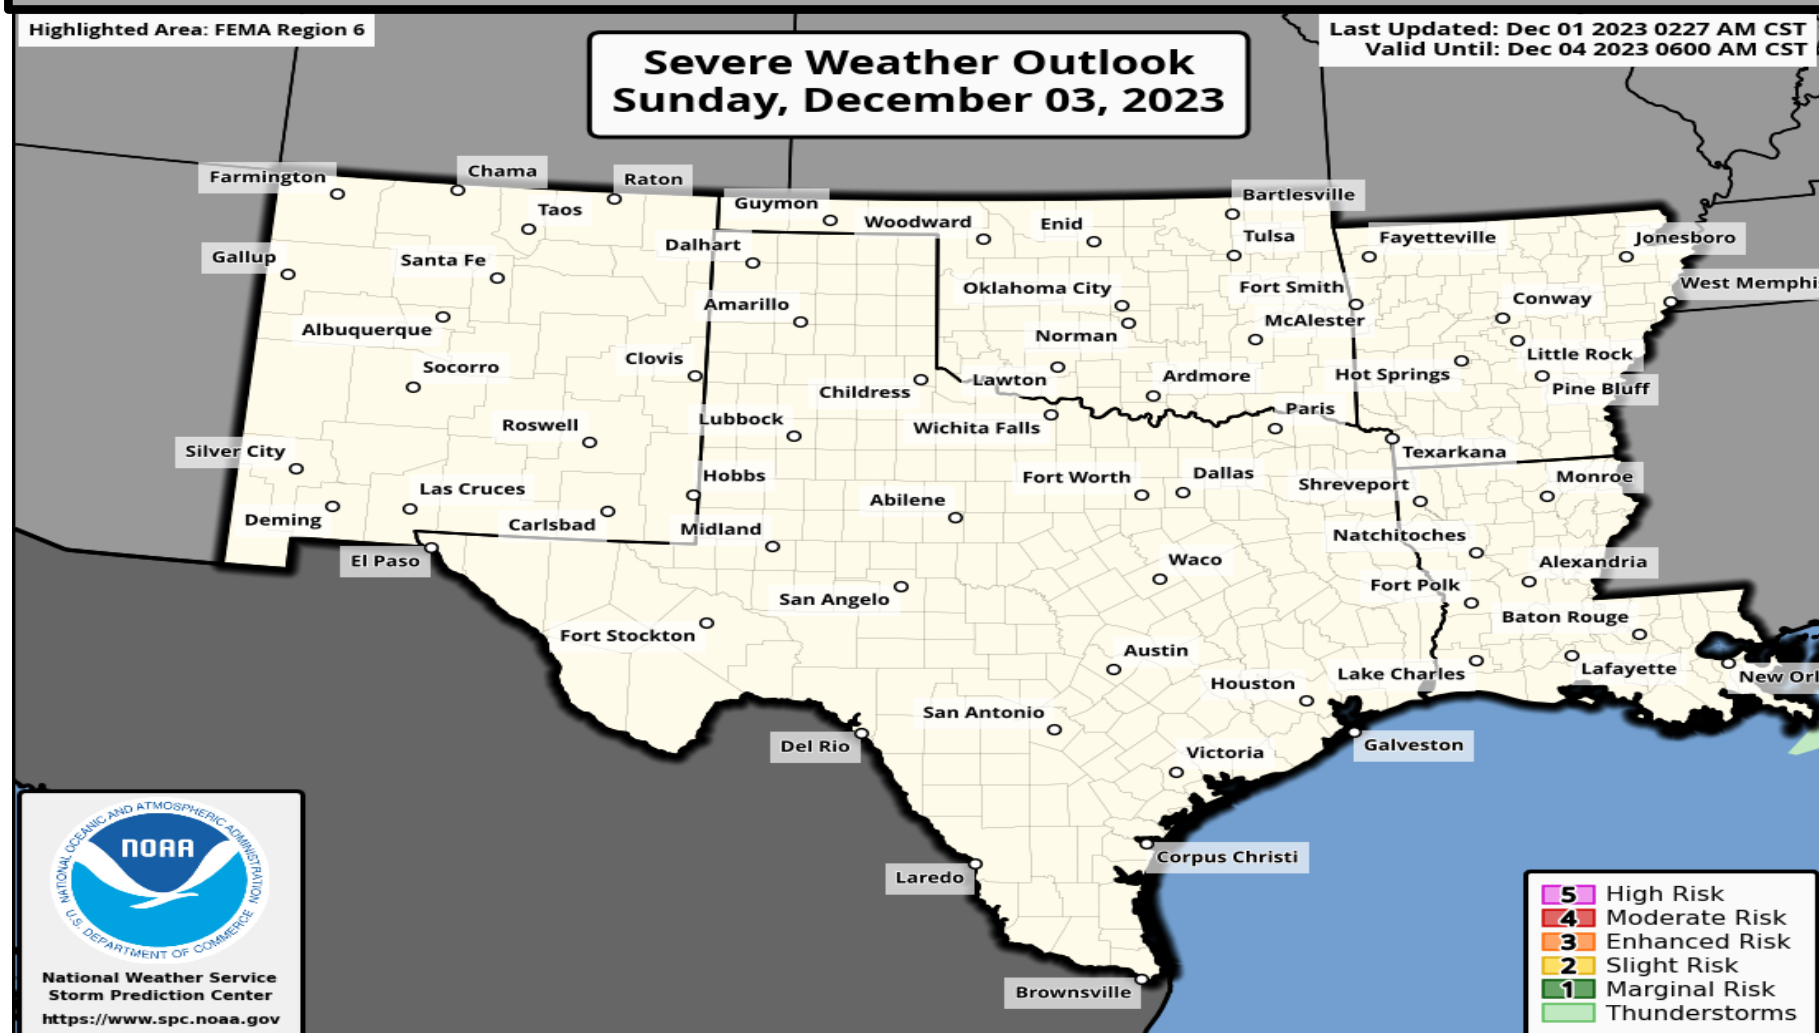 Highlighted Area: FEMA Region 6
Last Updated: Dec 01 2023 0227 AM CST
Valid Until: Dec 04 2023 0600 AM CST
Severe Weather Outlook
Sunday, December 03, 2023
Farmington
Chama
Raton
Taos
Guymon
Woodward
Enid
Bartlesville
Tulsa
Fayetteville
Jonesboro
Gallup
Santa Fe
Dalhart
Amarillo
Oklahoma City
Fort Smith
Conway
West Memphi
Albuquerque
Norman
McAlester
Little Rock
Socorro
Clovis
Childress
Lawton
Ardmore
Hot Springs
Pine Bluff
Roswell
Lubbock
Wichita Falls
Paris
Texarkana
Silver City
Las Cruces
Hobbs
Abilene
Fort Worth
Dallas
Shreveport
Monroe
Deming
Carlsbad
Midland
Natchitoches
El Paso
San Angelo
Waco
Fort Polk
Alexandria
Fort Stockton
Austin
Baton Rouge
Houston
Lake Charles
Lafayette
New Orl
San Antonio
Del Rio
Victoria
Galveston
Laredo
Corpus Christi
Brownsville
NATIONAL OCEANIC AND ATMOSPHERIC ADMINISTRATION
NOAA
U.S. DEPARTMENT OF COMMERCE
National Weather Service
Storm Prediction Center
https://www.spc.noaa.gov
5 High Risk
4 Moderate Risk
3 Enhanced Risk
2 Slight Risk
1 Marginal Risk
Thunderstorms